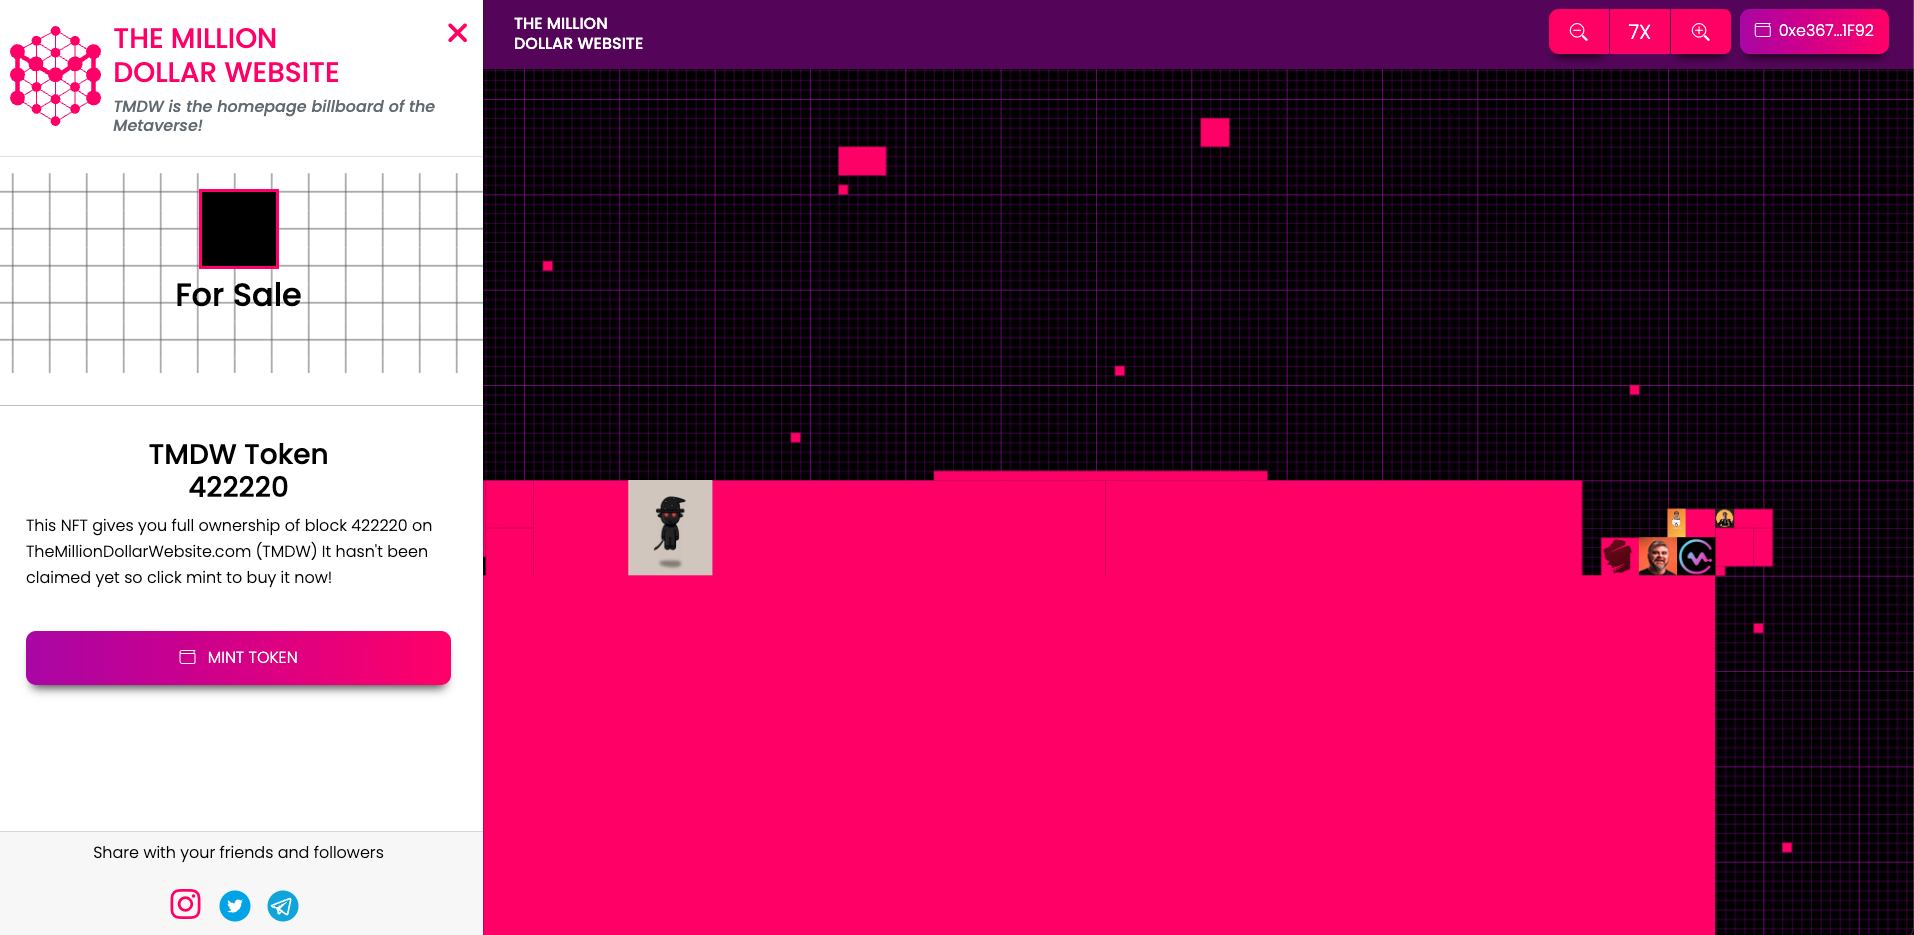 THE MILLION
DOLLAR WEBSITE
TMDW is the homepage billboard of the
Metaverse!
For Sale
TMDW Token
422220
This NFT gives you full ownership of block 422220 on
TheMillionDollarWebsite.com (TMDW) It hasn't been
claimed yet so click mint to buy it now!
MINT TOKEN
Share with your friends and followers
THE MILLION
DOLLAR WEBSITE
7X
0xe367...1F92